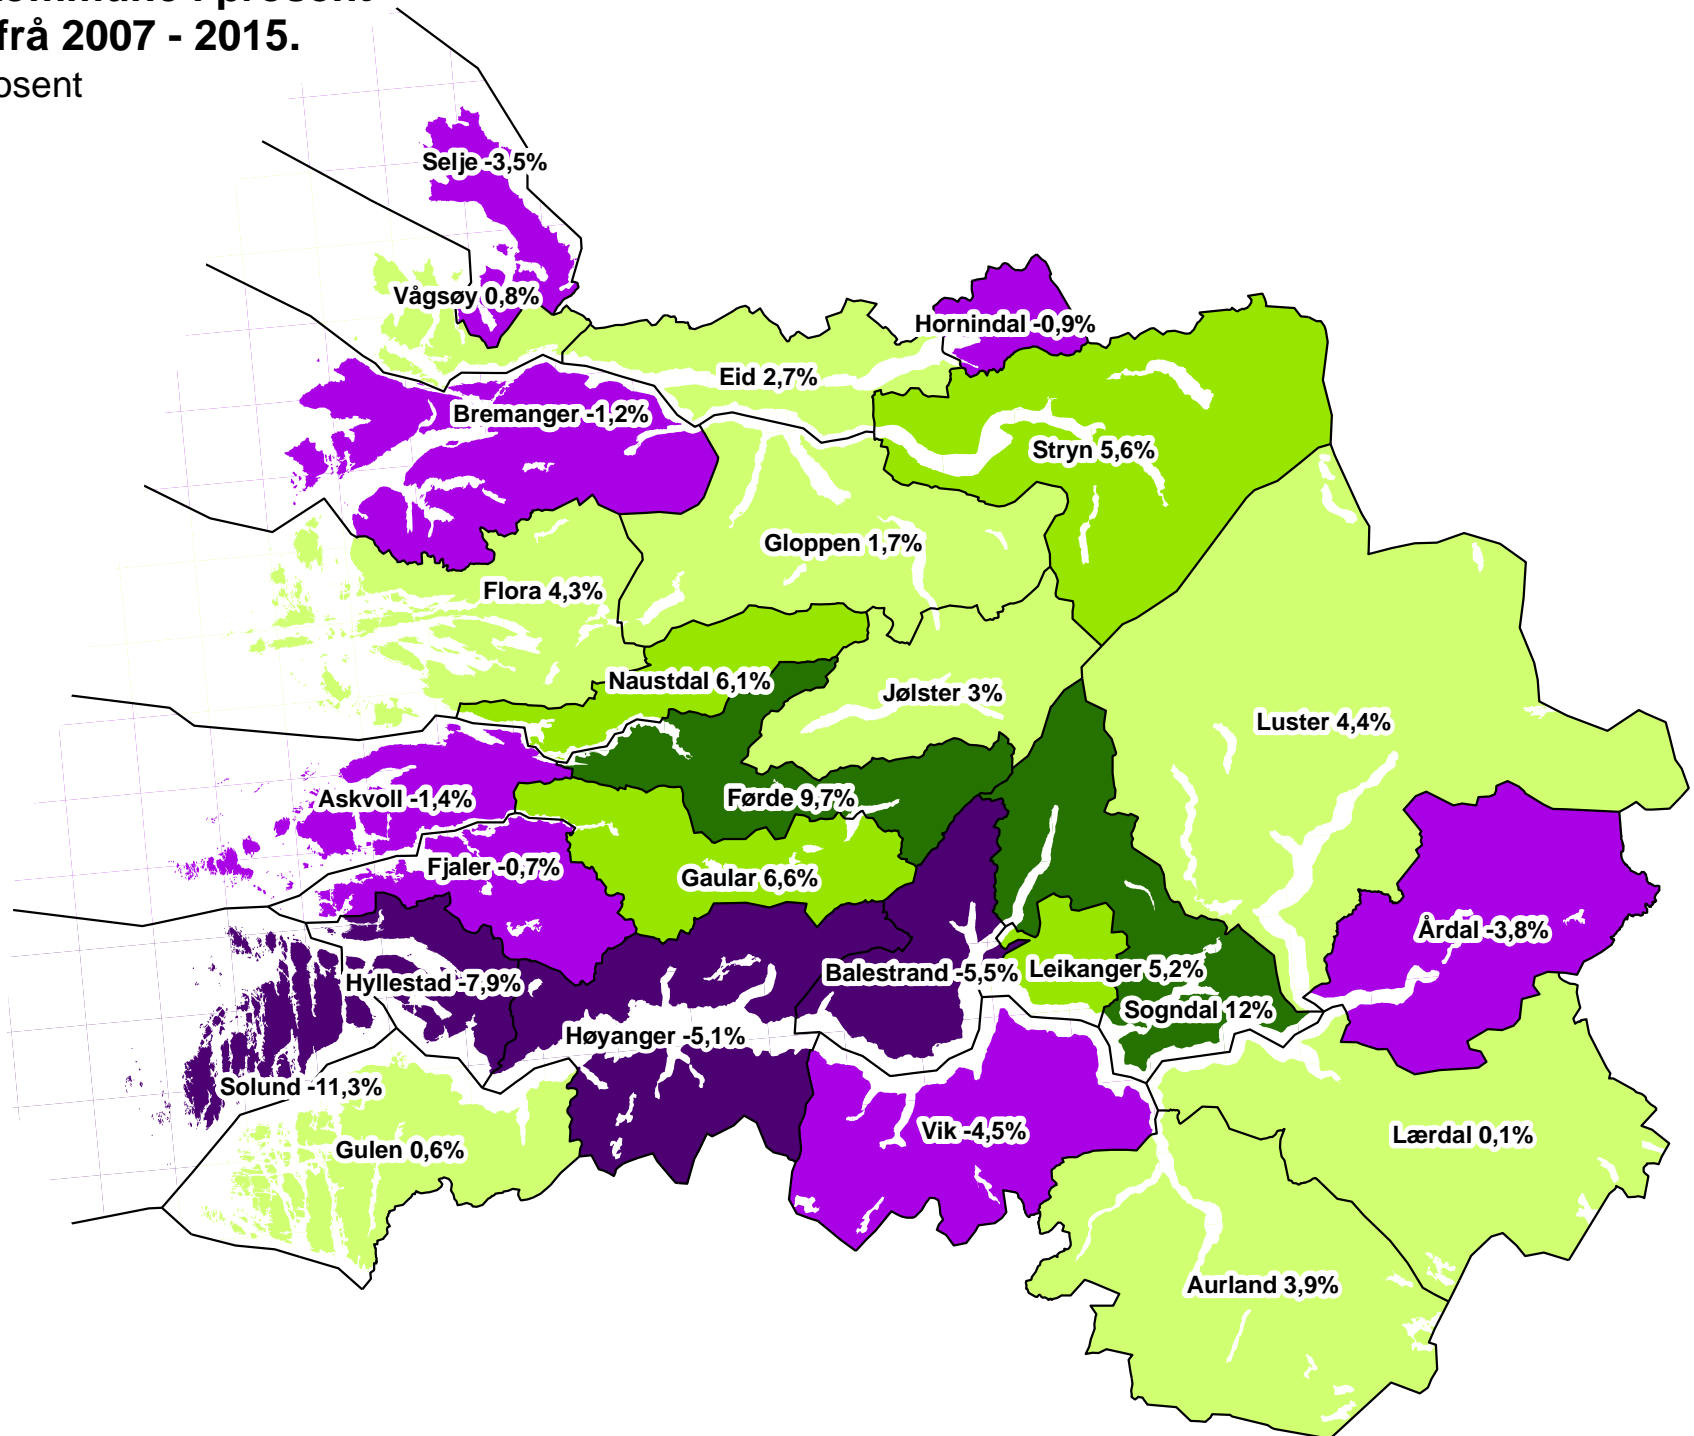 kommune i prosent
frå 2007 - 2015.
Selje -3,5%
Vågsøy 0,8%
Hornindal -0,9%
Eid 2,7%
Bremanger -1,2%
Stryn 5,6%
Gloppen 1,7%
Flora 4,3%
Naustdal 6,1%
Jølster 3%
Luster 4,4%
Askvoll -1,4%
Førde 9,7%
Fjaler -0,7%
Gaular 6,6%
Årdal -3,8%
Hyllestad -7,9%
Balestrand -5,5%
Leikanger 5,2%
Sogndal 12%
Høyanger -5,1%
Solund -11,3%
Vik -4,5%
Lærdal 0,1%
Gulen 0,6%
Aurland 3,9%